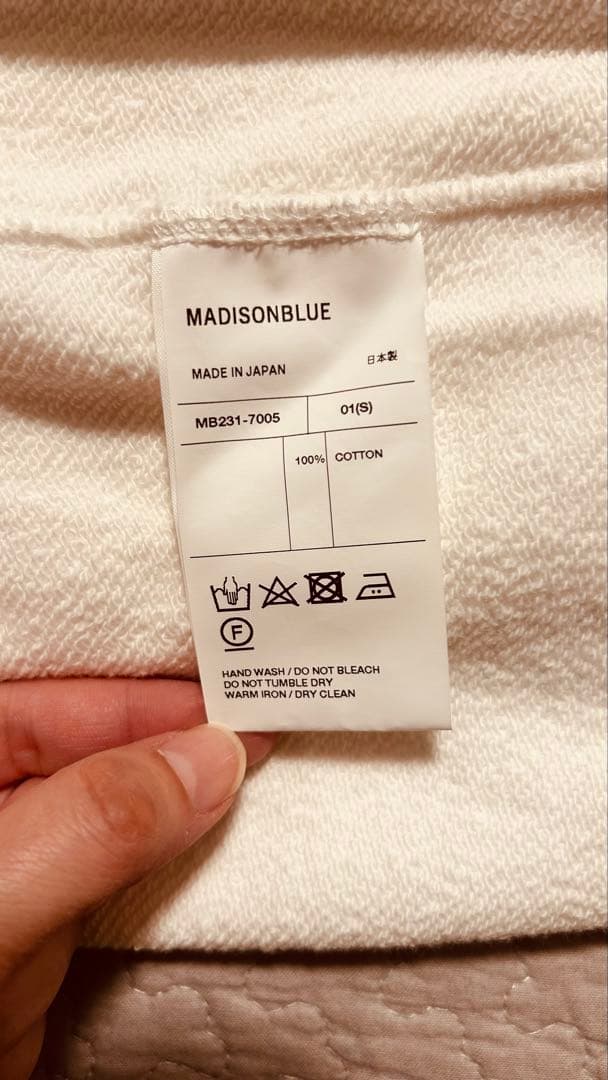 MADISONBLUE
MADE IN JAPAN 日本製
MB231-7005 01(S)
100% COTTON
F
HAND WASH / DO NOT BLEACH
DO NOT TUMBLE DRY
WARM IRON / DRY CLEAN